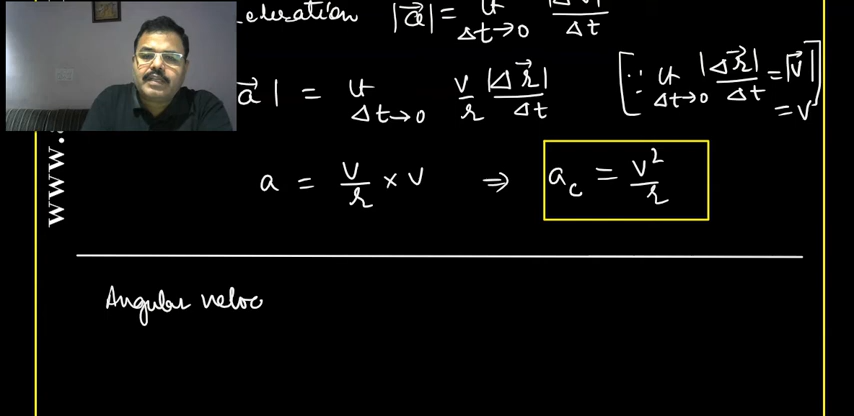 eleration |a⃗| = Lt Δt→0 |Δv⃗| / Δt
a⃗ | = Lt Δt→0 v/r |Δr⃗|/Δt [∵ Lt Δt→0 |Δr⃗|/Δt = |v⃗| = v]
a = v/r × v ⇒ a_c = v²/r
Angular veloc
www.